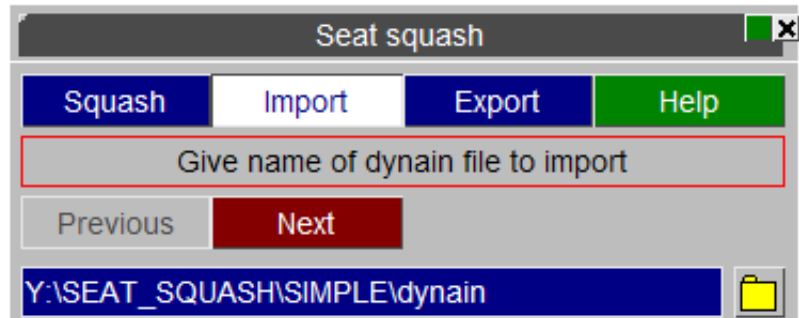 Seat squash
Squash Import Export Help
Give name of dynain file to import
Previous Next
Y:\SEAT_SQUASH\SIMPLE\dynain